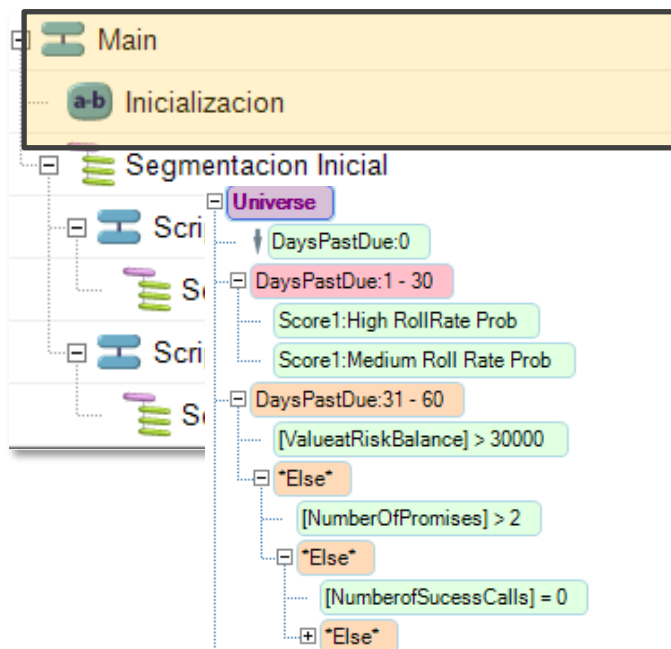 Main
a-b Inicializacion
Segmentacion Inicial
Universe
DaysPastDue:0
DaysPastDue:1 - 30
Score1:High RollRate Prob
Score1:Medium Roll Rate Prob
DaysPastDue:31 - 60
[ValueatRiskBalance] > 30000
*Else*
[NumberOfPromises] > 2
*Else*
[NumberofSucessCalls] = 0
*Else*